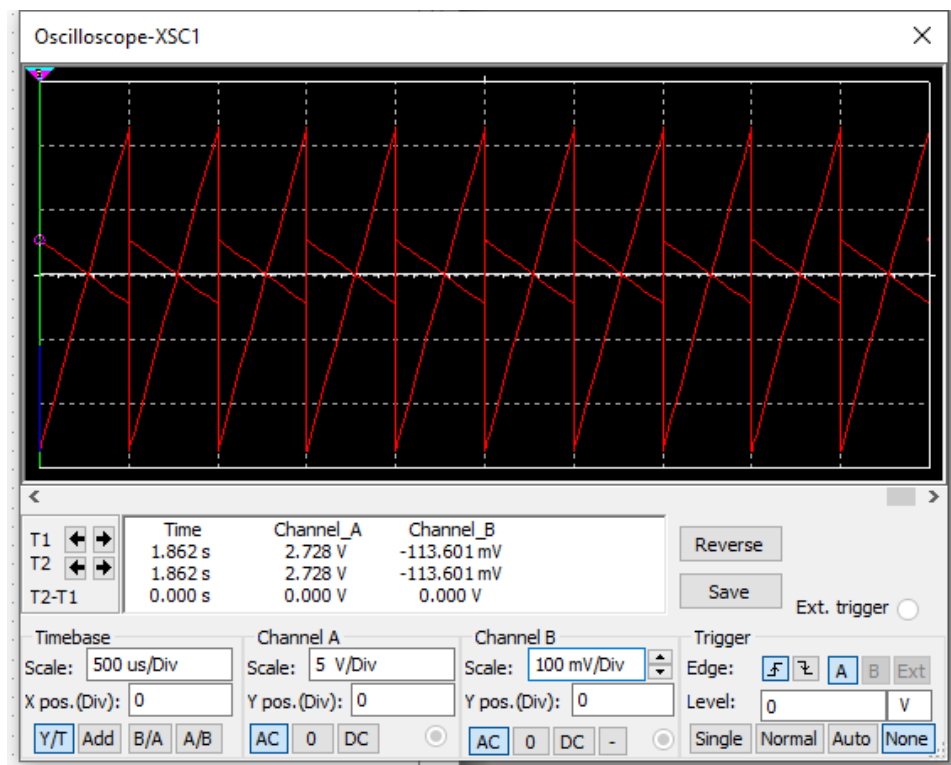 Oscilloscope-XSC1
Time Channel_A Channel_B
T1 1.862 s 2.728 V -113.601 mV
T2 1.862 s 2.728 V -113.601 mV
T2-T1 0.000 s 0.000 V 0.000 V
Reverse
Save
Ext. trigger
Timebase Channel A Channel B Trigger
Scale: 500 us/Div Scale: 5 V/Div Scale: 100 mV/Div Edge: A B Ext
X pos.(Div): 0 Y pos.(Div): 0 Y pos.(Div): 0 Level: 0 V
Y/T Add B/A A/B AC 0 DC AC 0 DC - Single Normal Auto None